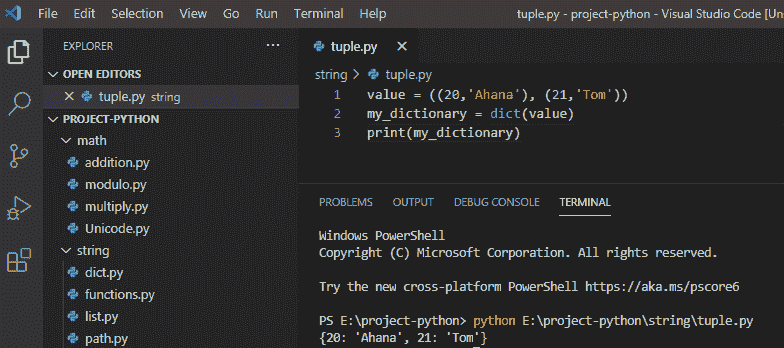 File Edit Selection View Go Run Terminal Help tuple.py - project-python - Visual Studio Code [Un
EXPLORER ...
OPEN EDITORS
tuple.py string
PROJECT-PYTHON
math
addition.py
modulo.py
multiply.py
Unicode.py
string
dict.py
functions.py
list.py
path.py
tuple.py
string > tuple.py
1 value = ((20,'Ahana'), (21,'Tom'))
2 my_dictionary = dict(value)
3 print(my_dictionary)
PROBLEMS OUTPUT DEBUG CONSOLE TERMINAL
Windows PowerShell
Copyright (C) Microsoft Corporation. All rights reserved.
Try the new cross-platform PowerShell https://aka.ms/pscore6
PS E:\project-python> python E:\project-python\string\tuple.py
{20: 'Ahana', 21: 'Tom'}